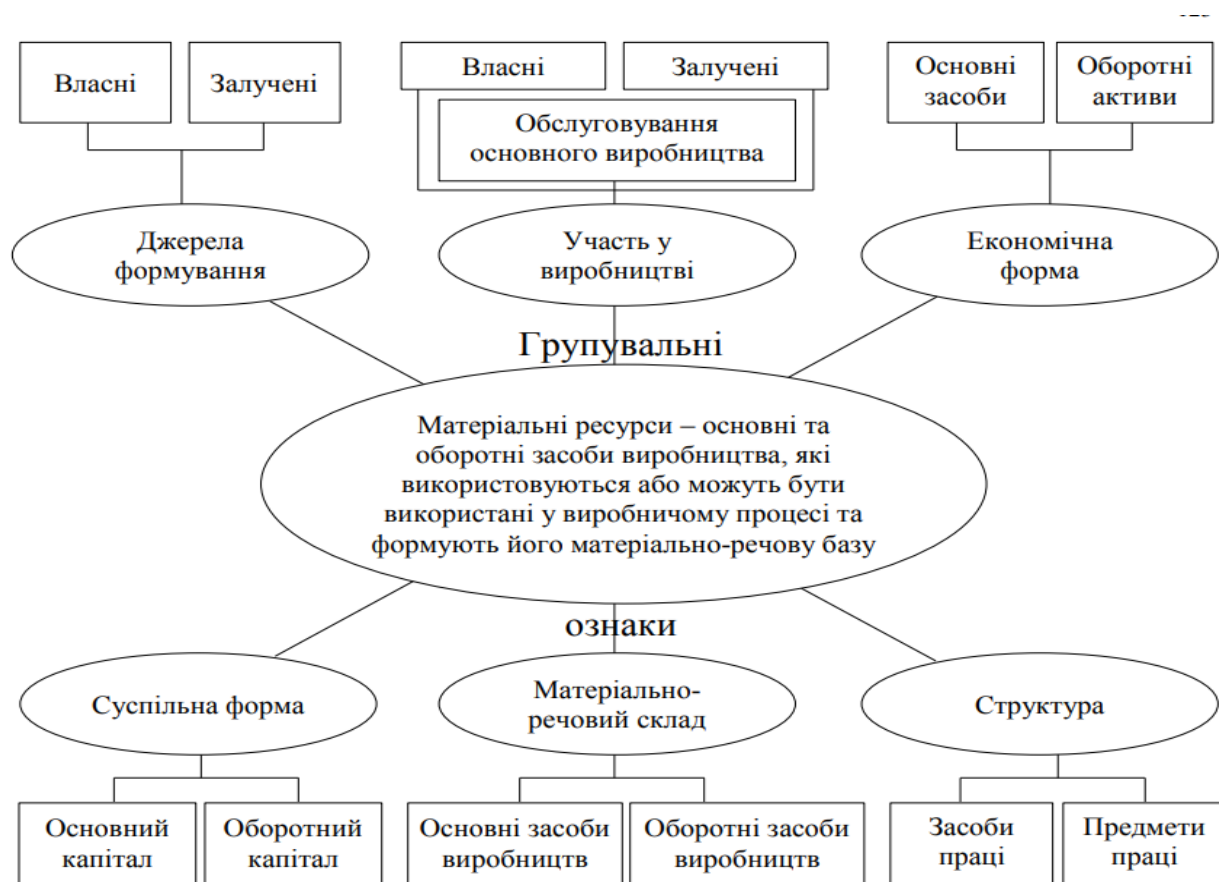 Власні
Залучені
Власні
Залучені
Обслуговування
основного виробництва
Основні
засоби
Оборотні
активи
Джерела
формування
Участь у
виробництві
Економічна
форма
Групувальні
Матеріальні ресурси – основні та
оборотні засоби виробництва, які
використовуються або можуть бути
використані у виробничому процесі та
формують його матеріально-речову базу
ознаки
Суспільна форма
Матеріально-
речовий склад
Структура
Основний
капітал
Оборотний
капітал
Основні засоби
виробництв
Оборотні засоби
виробництв
Засоби
праці
Предмети
праці